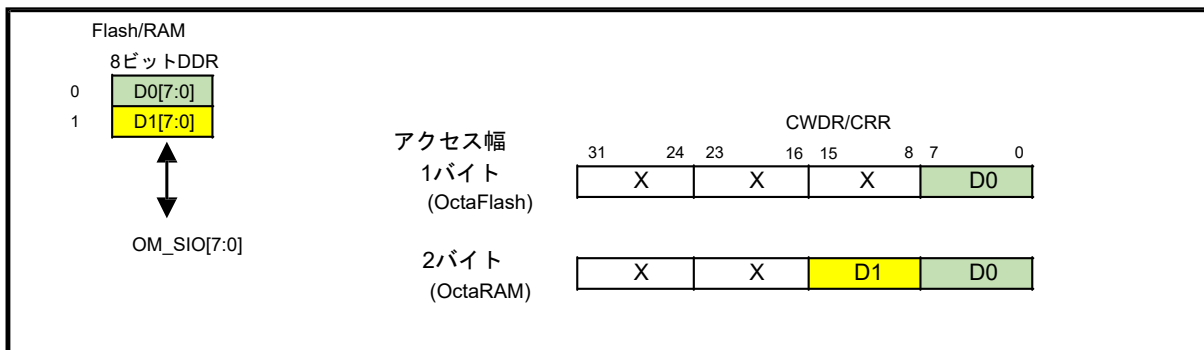 Flash/RAM
8ビットDDR
0 D0[7:0]
1 D1[7:0]
OM_SIO[7:0]
アクセス幅
CWDR/CRR
31 24 23 16 15 8 7 0
1バイト X X X D0
(OctaFlash)
2バイト X X D1 D0
(OctaRAM)